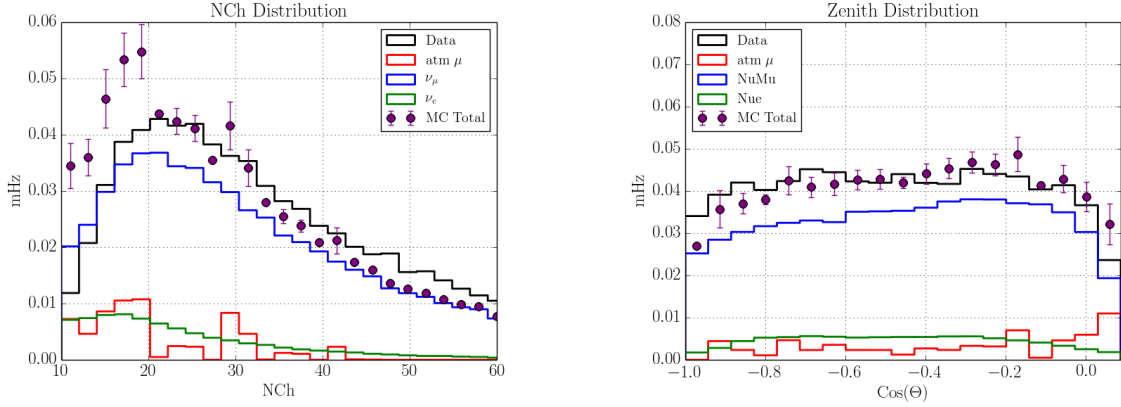 NCh Distribution
0.06
0.05
0.04
0.03
0.02
0.01
0.00
mHz
10 20 30 40 50 60
NCh
Data
atm μ
ν_μ
ν_e
MC Total
Zenith Distribution
0.08
0.07
0.06
0.05
0.04
0.03
0.02
0.01
0.00
mHz
−1.0 −0.8 −0.6 −0.4 −0.2 0.0
Cos(Θ)
Data
atm μ
NuMu
Nue
MC Total